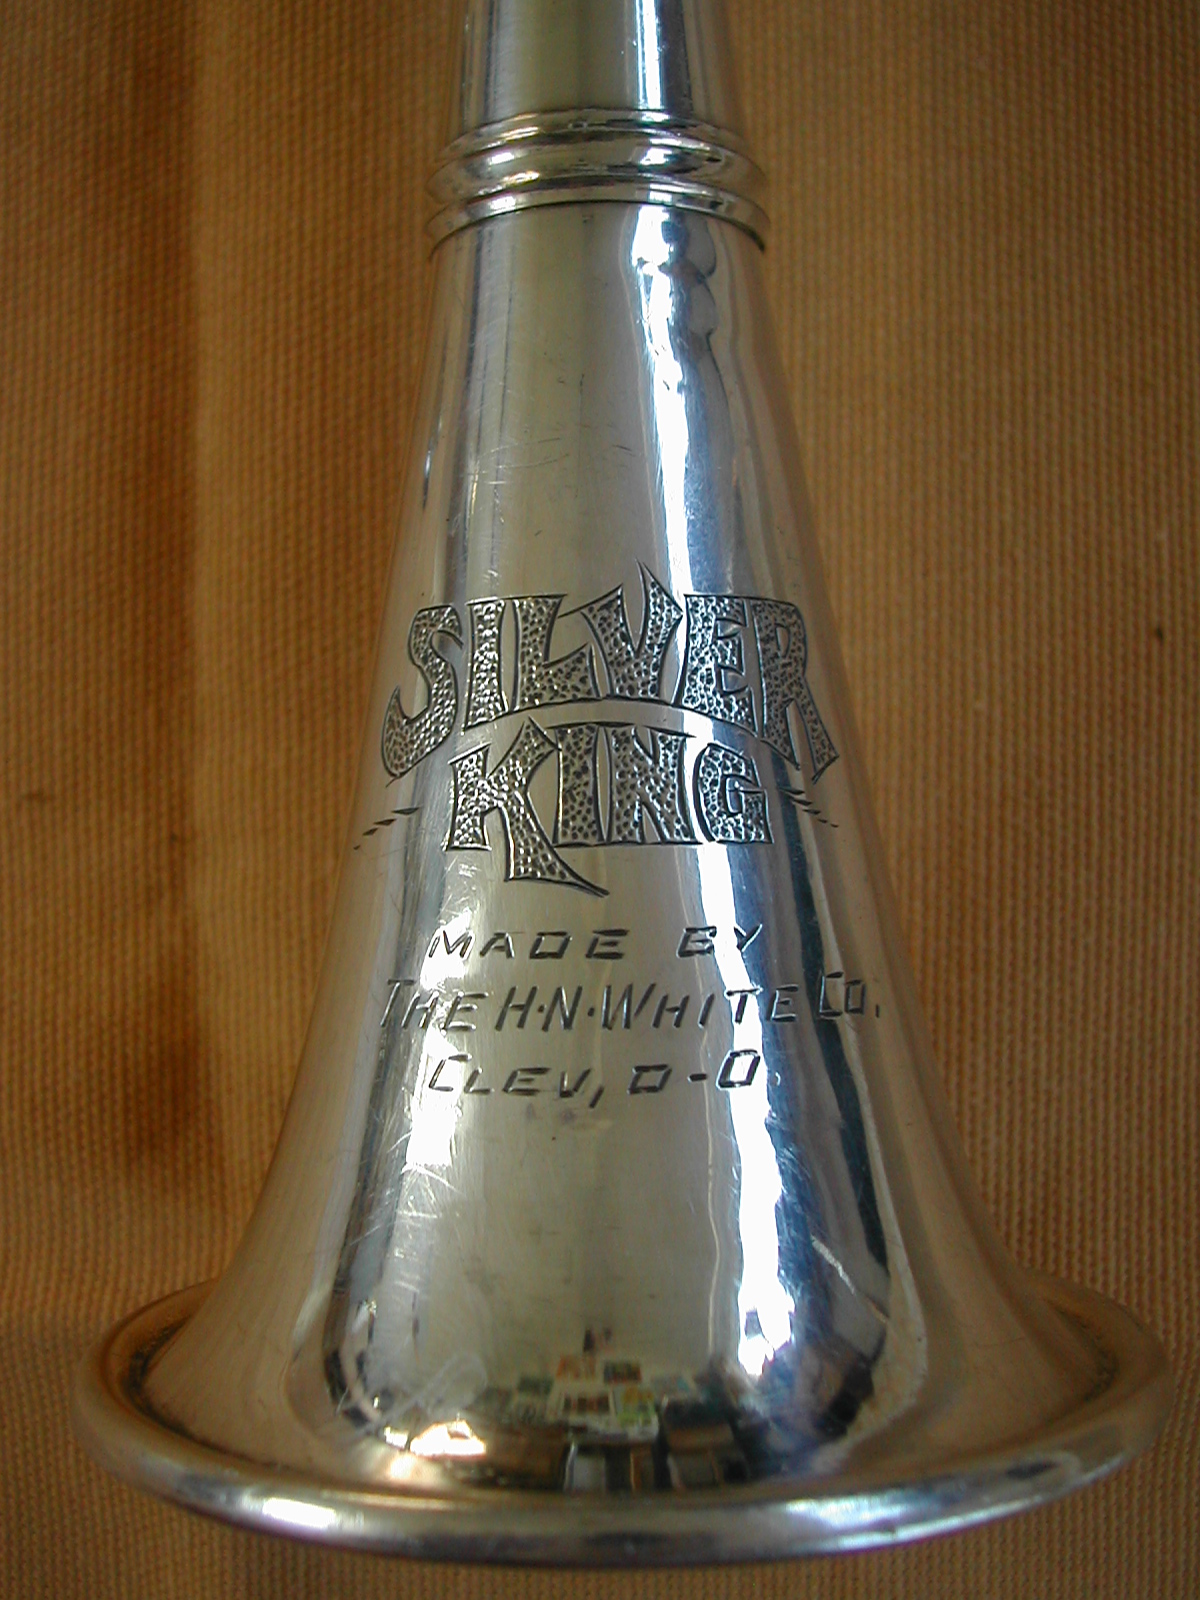 SILVER
KING
MADE BY
THE H·N·WHITE CO.
CLEV, O-O.